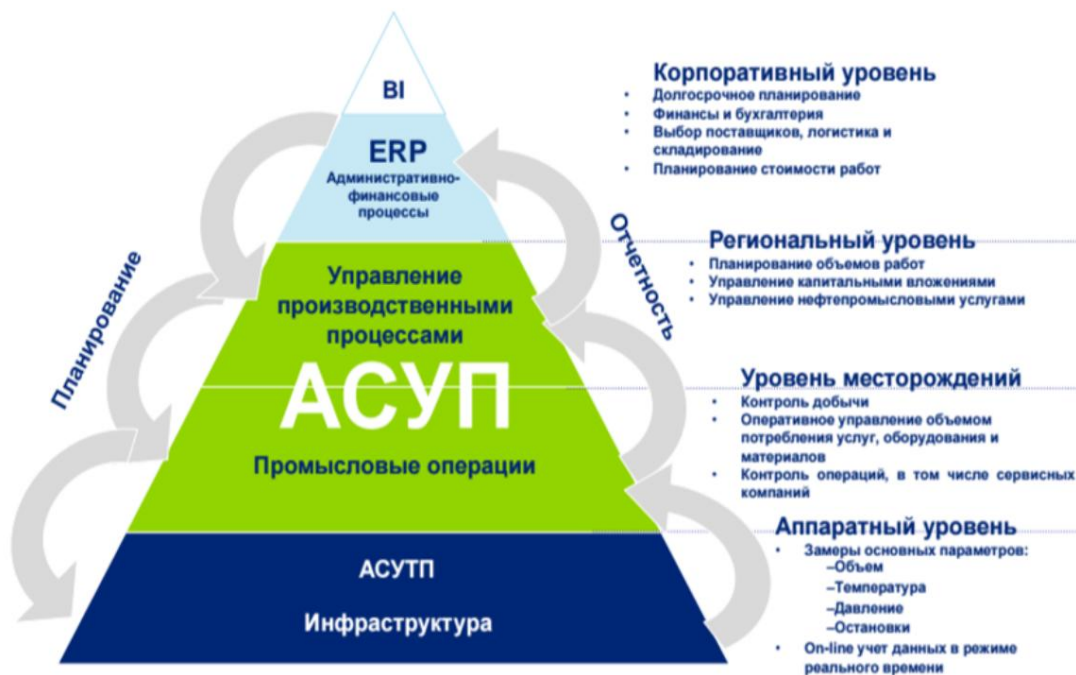 BI
ERP
Административно-
финансовые
процессы
Управление
производственными
процессами
АСУП
Промысловые операции
АСУТП
Инфраструктура
Планирование
Отчетность
Корпоративный уровень
• Долгосрочное планирование
• Финансы и бухгалтерия
• Выбор поставщиков, логистика и
складирование
• Планирование стоимости работ
Региональный уровень
• Планирование объемов работ
• Управление капитальными вложениями
• Управление нефтепромысловыми услугами
Уровень месторождений
• Контроль добычи
• Оперативное управление объемом
потребления услуг, оборудования и
материалов
• Контроль операций, в том числе сервисных
компаний
Аппаратный уровень
• Замеры основных параметров:
–Объем
–Температура
–Давление
–Остановки
• On-line учет данных в режиме
реального времени